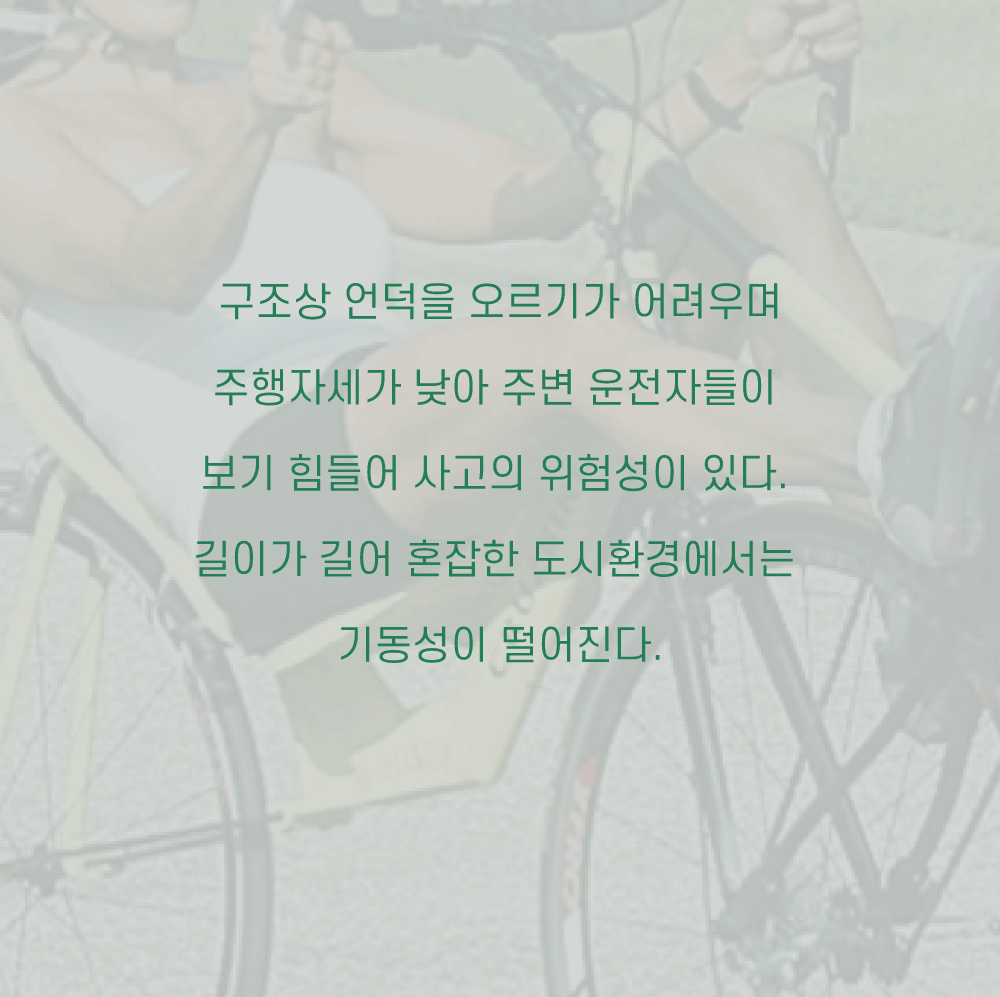 구조상 언덕을 오르기가 어려우며
주행자세가 낮아 주변 운전자들이
보기 힘들어 사고의 위험성이 있다.
길이가 길어 혼잡한 도시환경에서는
기동성이 떨어진다.